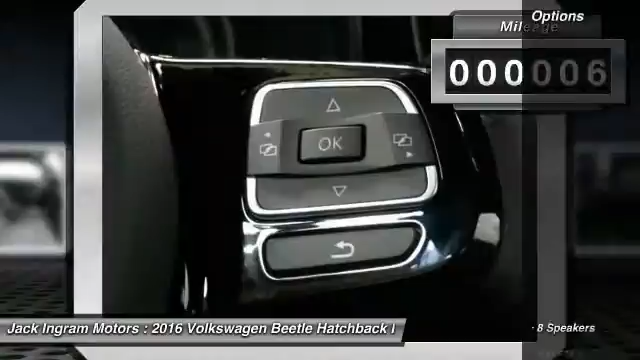 Options
Mileage
000006
OK
Jack Ingram Motors : 2016 Volkswagen Beetle Hatchback I
· 8 Speakers